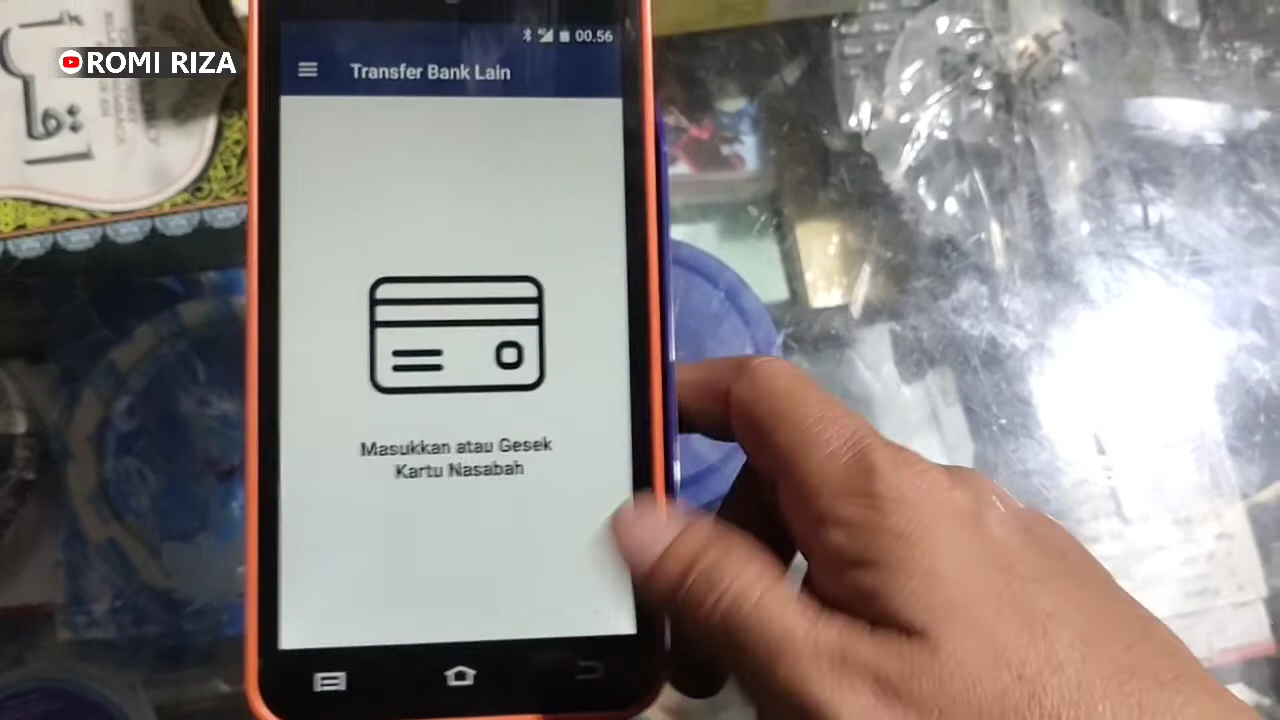 ROMI RIZA
00.56
Transfer Bank Lain
Masukkan atau Gesek
Kartu Nasabah